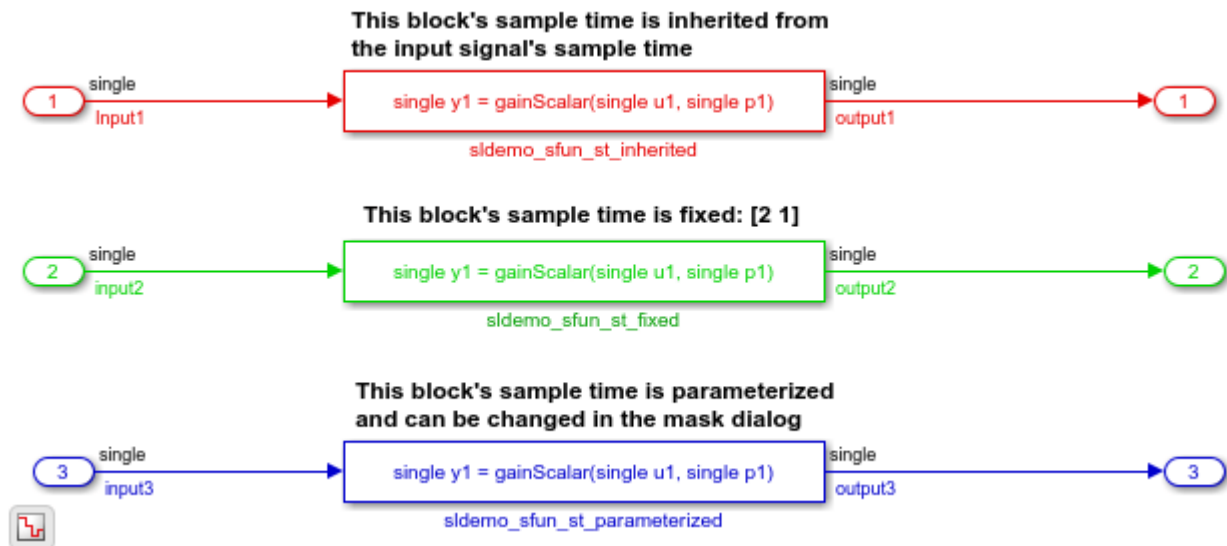 This block's sample time is inherited from
the input signal's sample time
single
single
1
single y1 = gainScalar(single u1, single p1)
1
Input1
output1
sldemo_sfun_st_inherited
This block's sample time is fixed: [2 1]
single
single
2
single y1 = gainScalar(single u1, single p1)
2
input2
output2
sldemo_sfun_st_fixed
This block's sample time is parameterized
and can be changed in the mask dialog
single
single
3
single y1 = gainScalar(single u1, single p1)
3
input3
output3
sldemo_sfun_st_parameterized